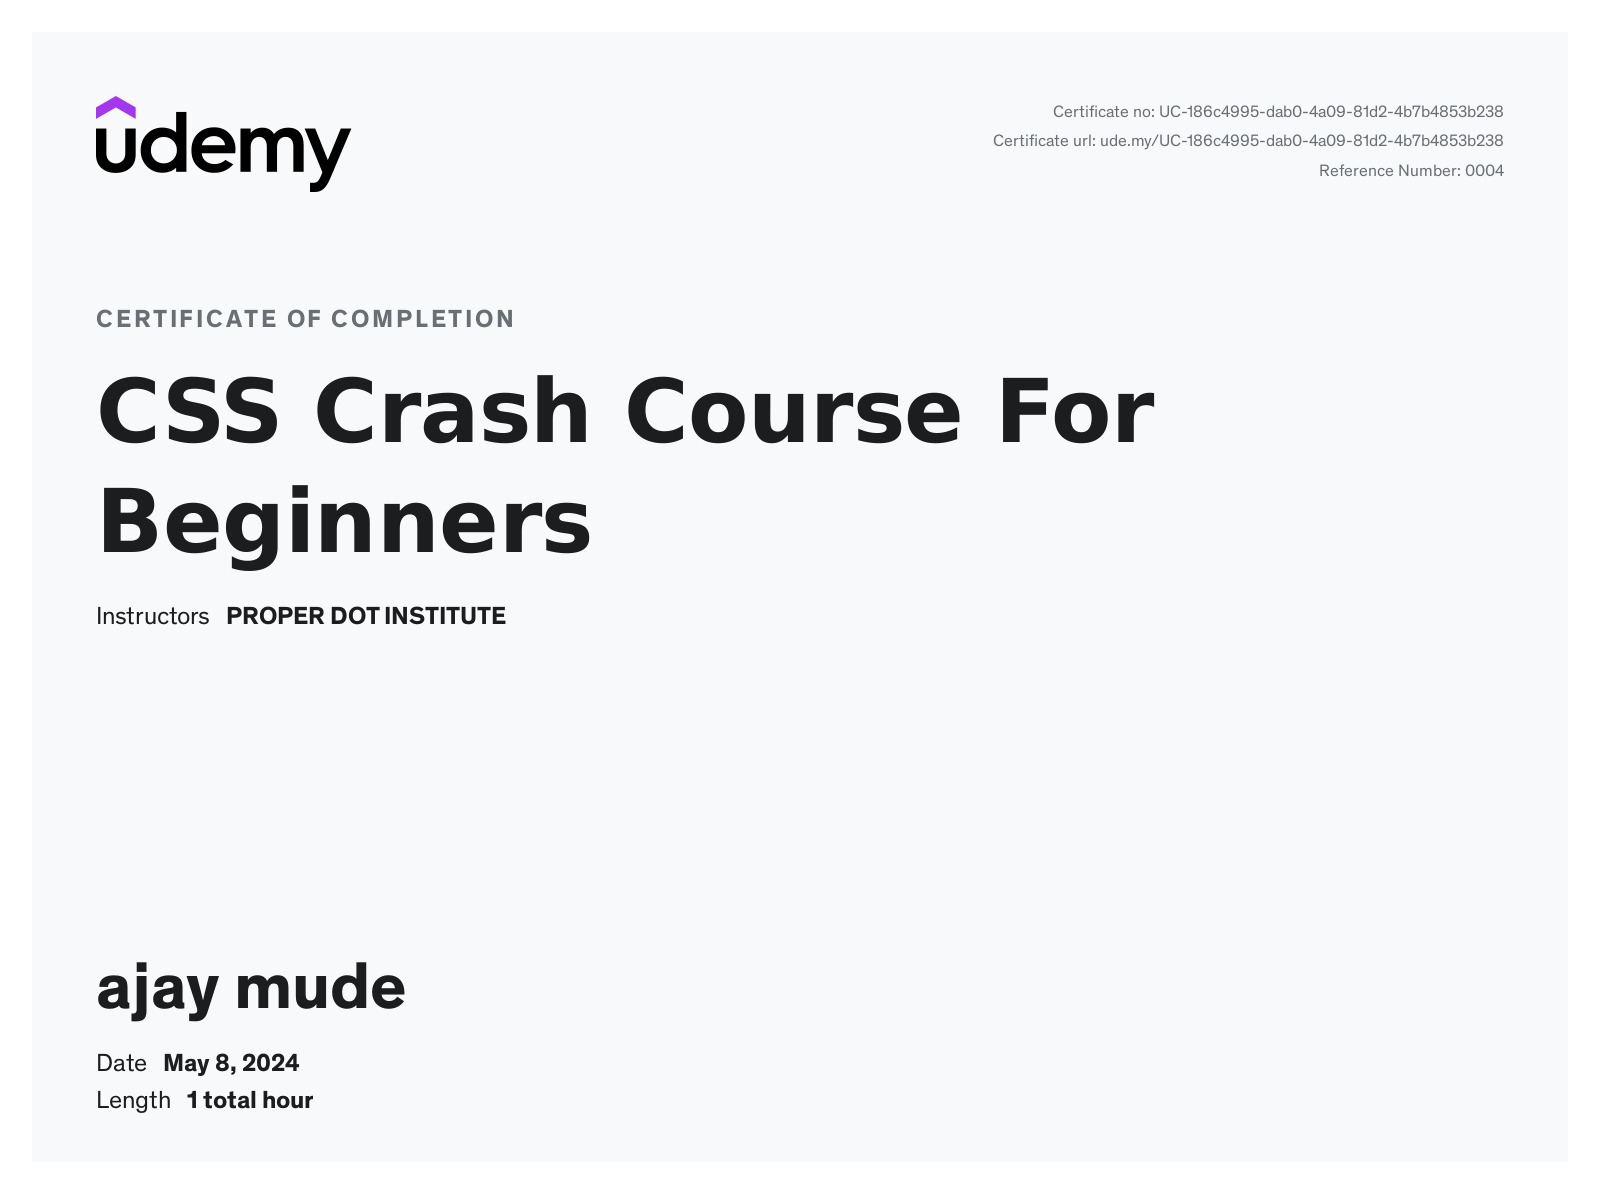 udemy
Certificate no: UC-186c4995-dab0-4a09-81d2-4b7b4853b238
Certificate url: ude.my/UC-186c4995-dab0-4a09-81d2-4b7b4853b238
Reference Number: 0004
CERTIFICATE OF COMPLETION
CSS Crash Course For
Beginners
Instructors PROPER DOT INSTITUTE
ajay mude
Date May 8, 2024
Length 1 total hour